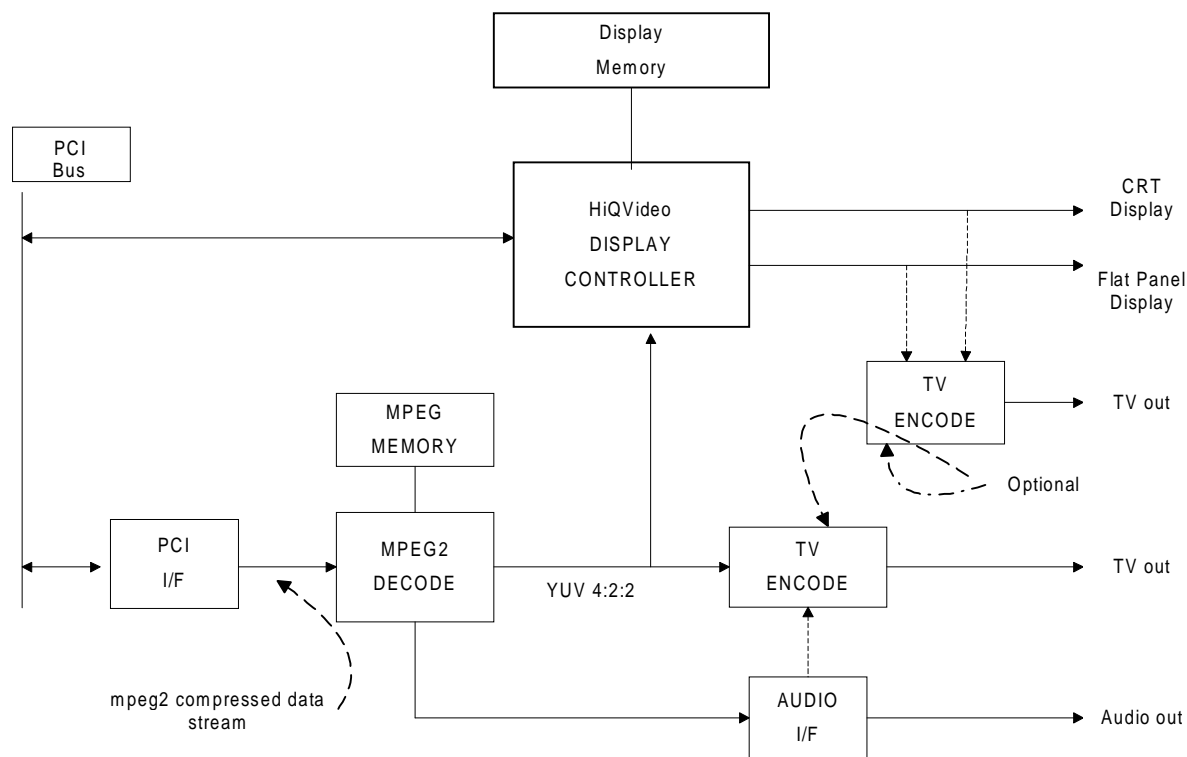 Display
Memory
PCI
Bus
HiQVideo
DISPLAY
CONTROLLER
CRT
Display
Flat Panel
Display
TV
ENCODE
TV out
Optional
MPEG
MEMORY
PCI
I/F
MPEG2
DECODE
YUV 4:2:2
TV
ENCODE
TV out
mpeg2 compressed data
stream
AUDIO
I/F
Audio out